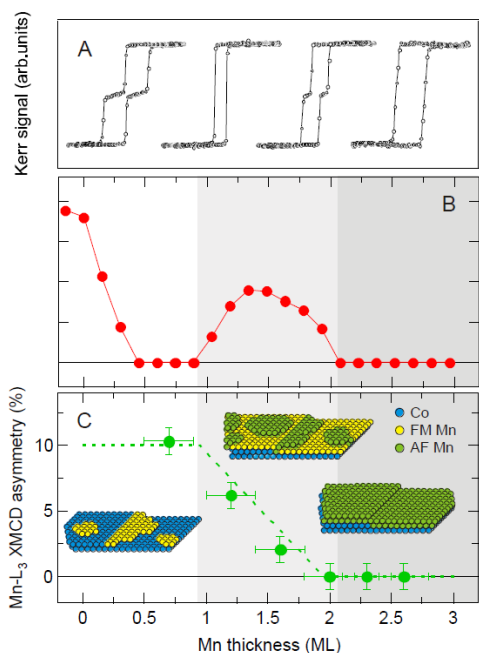 Kerr signal (arb.units)
A
B
Mn-L3 XMCD asymmetry (%)
C
Co
FM Mn
AF Mn
10
5
0
0 0.5 1 1.5 2 2.5 3
Mn thickness (ML)